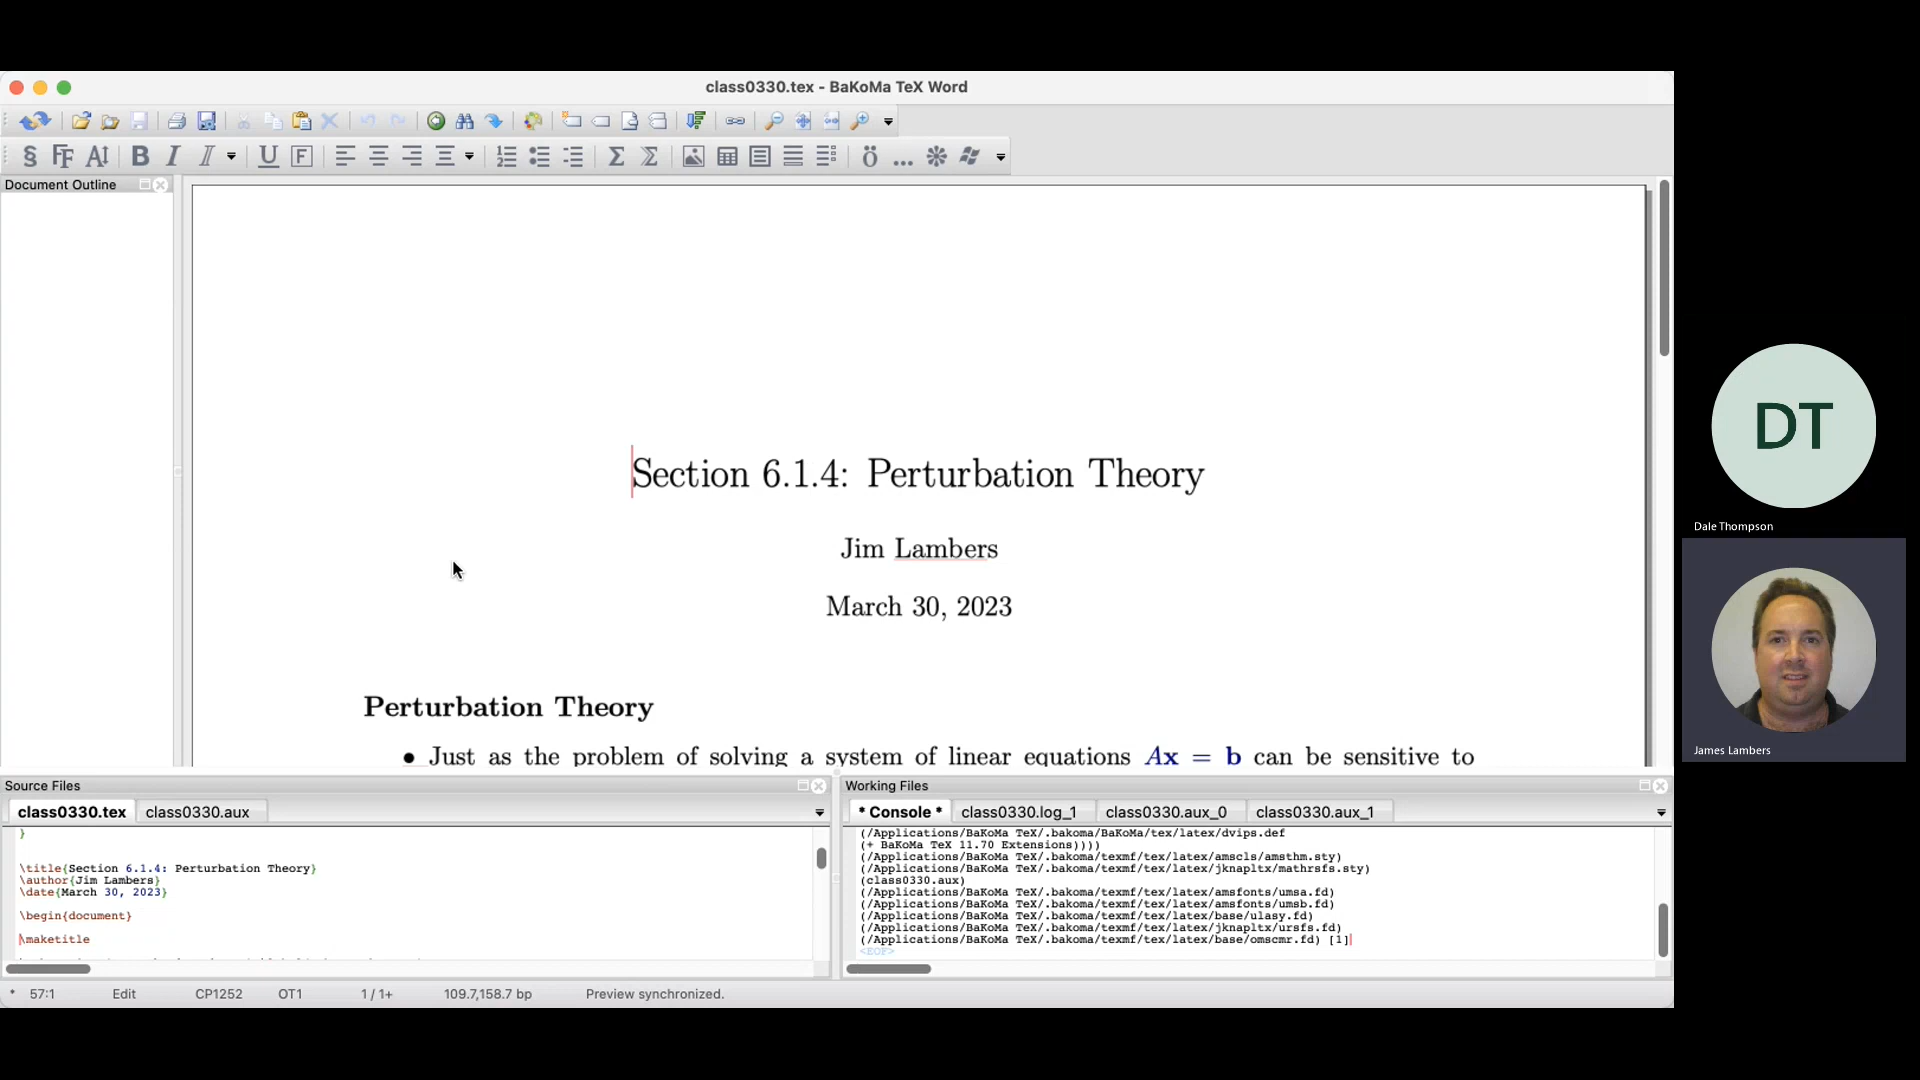 class0330.tex - BaKoMa TeX Word
Document Outline
Section 6.1.4: Perturbation Theory
Jim Lambers
March 30, 2023
Perturbation Theory
• Just as the problem of solving a system of linear equations Ax = b can be sensitive to
Source Files
class0330.tex class0330.aux
}
\title{Section 6.1.4: Perturbation Theory}
\author{Jim Lambers}
\date{March 30, 2023}
\begin{document}
\maketitle
Working Files
* Console * class0330.log_1 class0330.aux_0 class0330.aux_1
(/Applications/BaKoMa TeX/.bakoma/BaKoMa/tex/latex/dvips.def
(+ BaKoMa TeX 11.70 Extensions))))
(/Applications/BaKoMa TeX/.bakoma/texmf/tex/latex/amscls/amsthm.sty)
(/Applications/BaKoMa TeX/.bakoma/texmf/tex/latex/jknapltx/mathrsfs.sty)
(class0330.aux)
(/Applications/BaKoMa TeX/.bakoma/texmf/tex/latex/amsfonts/umsa.fd)
(/Applications/BaKoMa TeX/.bakoma/texmf/tex/latex/amsfonts/umsb.fd)
(/Applications/BaKoMa TeX/.bakoma/texmf/tex/latex/base/ulasy.fd)
(/Applications/BaKoMa TeX/.bakoma/texmf/tex/latex/jknapltx/ursfs.fd)
(/Applications/BaKoMa TeX/.bakoma/texmf/tex/latex/base/omscmr.fd) [1]
<EOF>
* 57:1 Edit CP1252 OT1 1 / 1+ 109.7,158.7 bp Preview synchronized.
DT
Dale Thompson
James Lambers